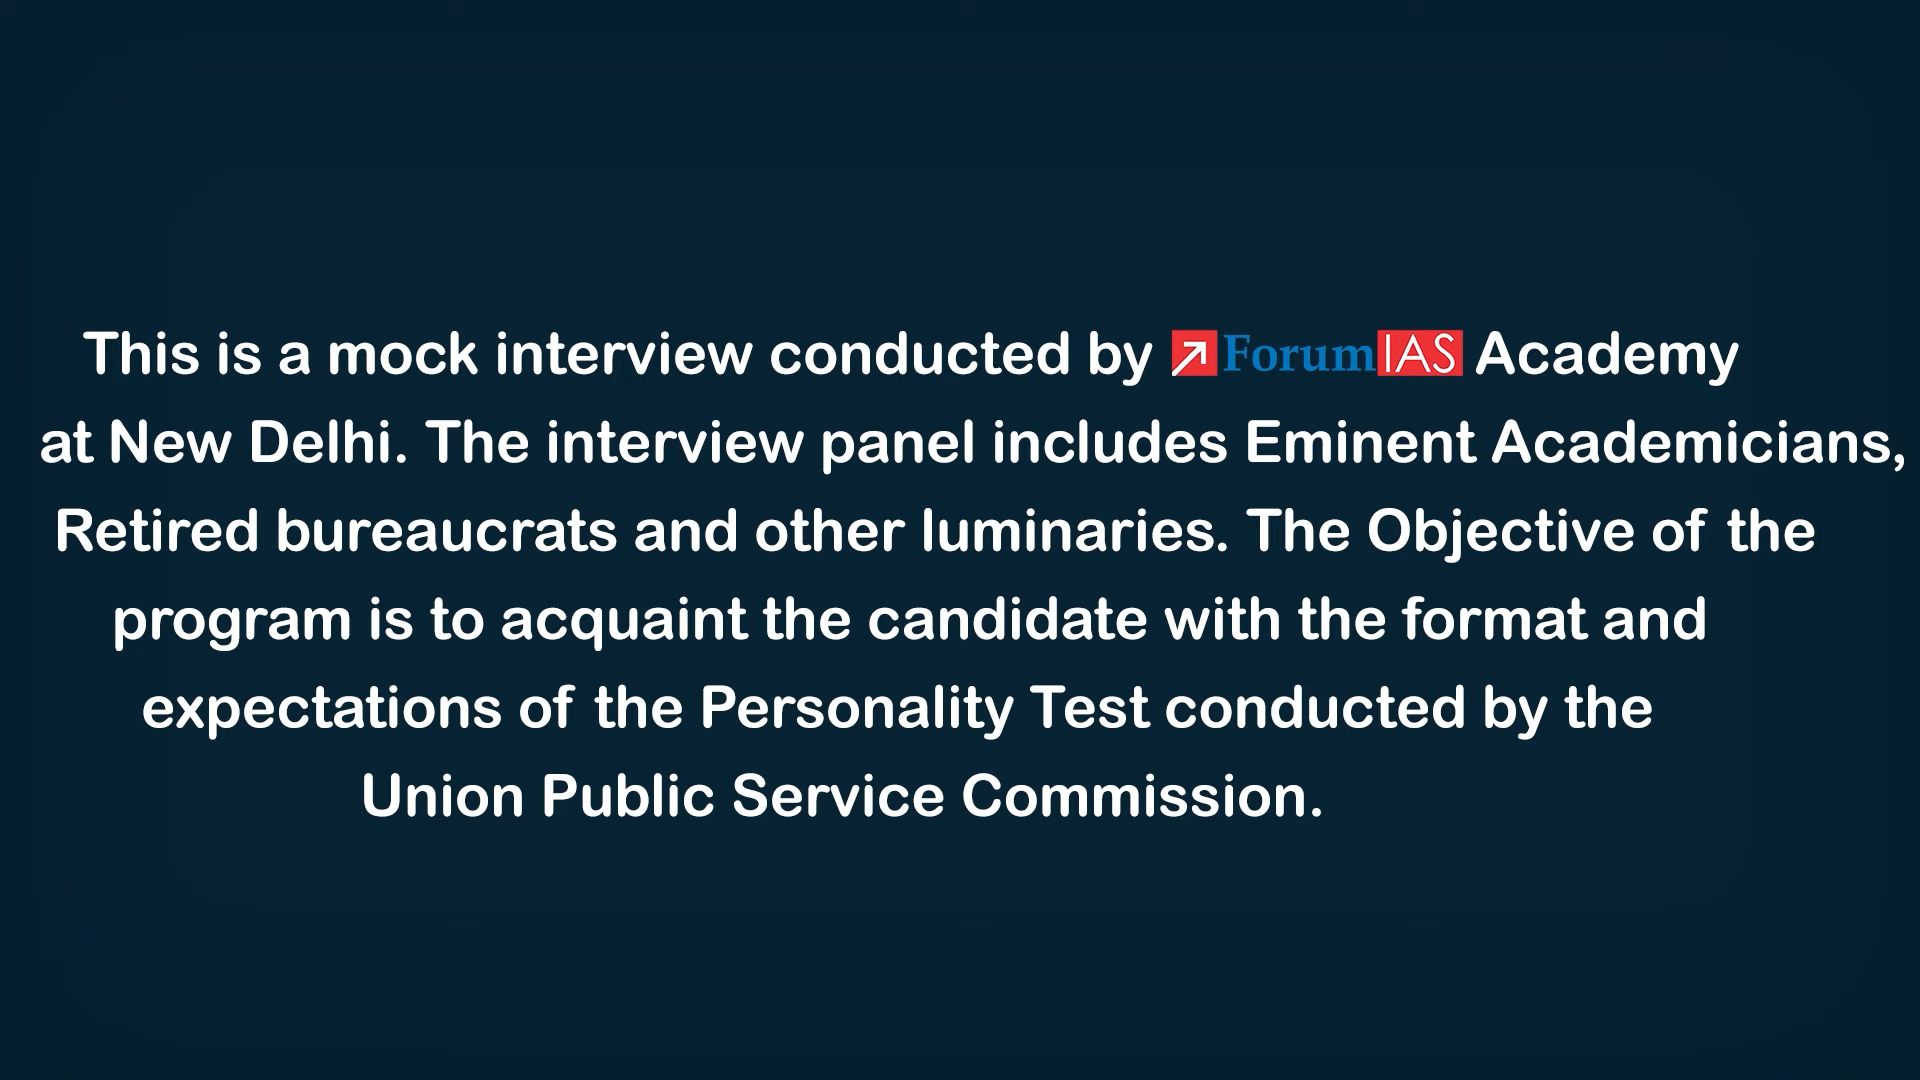 This is a mock interview conducted by ForumIAS Academy
at New Delhi. The interview panel includes Eminent Academicians,
Retired bureaucrats and other luminaries. The Objective of the
program is to acquaint the candidate with the format and
expectations of the Personality Test conducted by the
Union Public Service Commission.